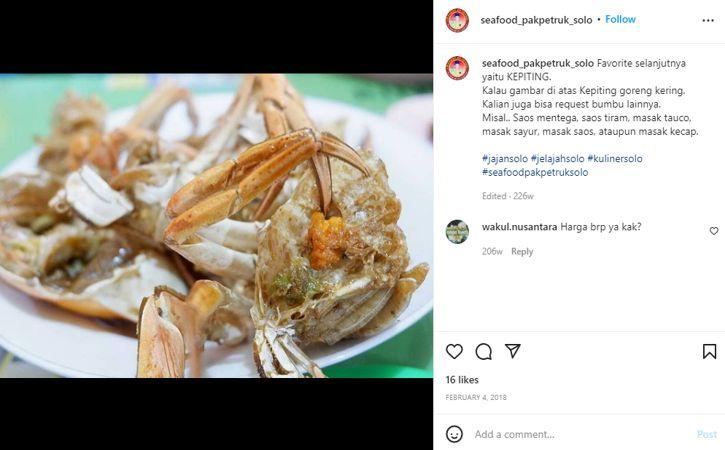 seafood_pakpetruk_solo • Follow
seafood_pakpetruk_solo Favorite selanjutnya
yaitu KEPITING.
Kalau gambar di atas Kepiting goreng kering.
Kalian juga bisa request bumbu lainnya.
Misal.. Saos mentega, saos tiram, masak tauco,
masak sayur, masak saos, ataupun masak kecap.
#jajansolo #jelajahsolo #kulinersolo
#seafoodpakpetruksolo
Edited · 226w
wakul.nusantara Harga brp ya kak?
206w Reply
16 likes
FEBRUARY 4, 2018
Add a comment...
Post